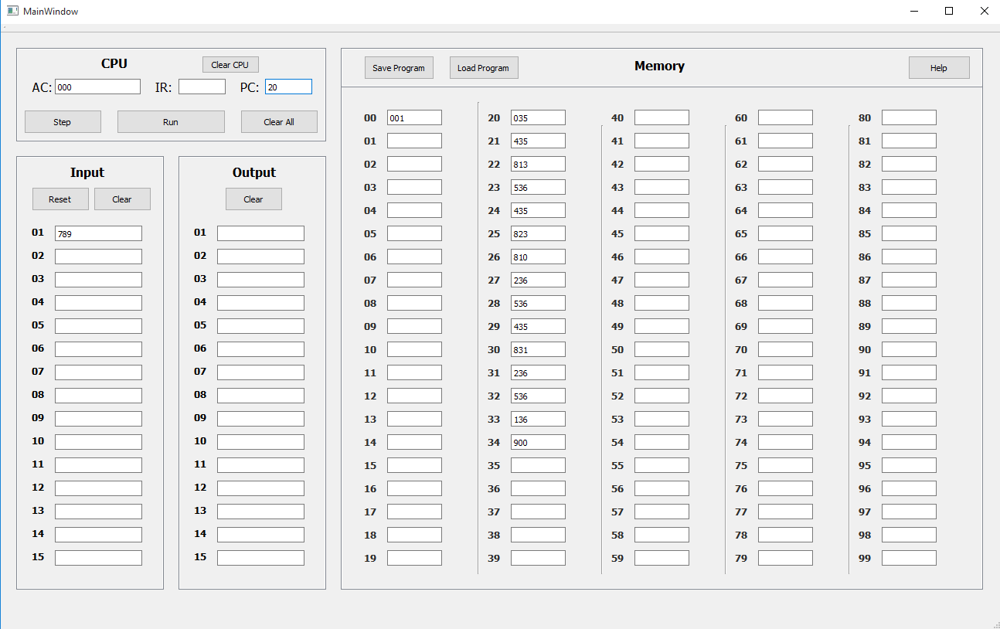 MainWindow
CPU
Clear CPU
AC: 000 IR: PC: 20
Step Run Clear All
Input
Reset Clear
01 789
02
03
04
05
06
07
08
09
10
11
12
13
14
15
Output
Clear
01
02
03
04
05
06
07
08
09
10
11
12
13
14
15
Save Program Load Program Memory Help
00 001 20 035 40 60 80
01 21 435 41 61 81
02 22 813 42 62 82
03 23 536 43 63 83
04 24 435 44 64 84
05 25 823 45 65 85
06 26 810 46 66 86
07 27 236 47 67 87
08 28 536 48 68 88
09 29 435 49 69 89
10 30 831 50 70 90
11 31 236 51 71 91
12 32 536 52 72 92
13 33 136 53 73 93
14 34 900 54 74 94
15 35 55 75 95
16 36 56 76 96
17 37 57 77 97
18 38 58 78 98
19 39 59 79 99